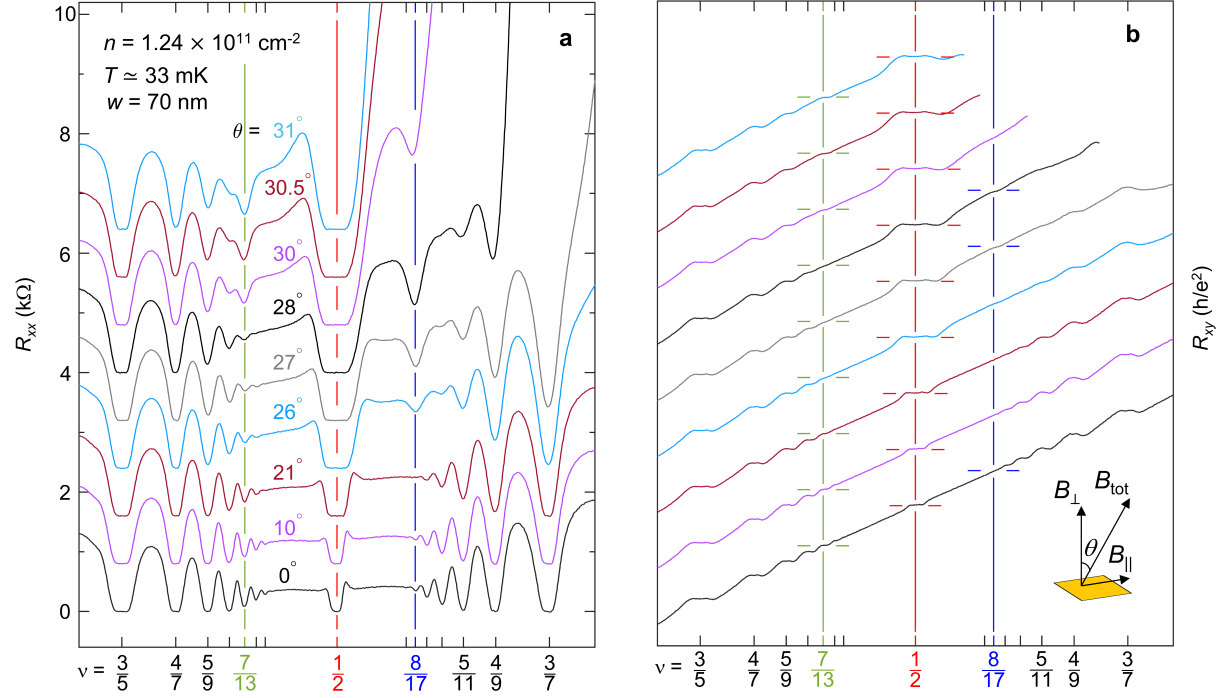 10
8
6
4
2
0
Rxx (kΩ)
n = 1.24 × 10¹¹ cm⁻²
T ≃ 33 mK
w = 70 nm
a
θ = 31°
30.5°
30°
28°
27°
26°
21°
10°
0°
ν = 3/5 4/7 5/9 7/13 1/2 8/17 5/11 4/9 3/7
b
Rxy (h/e²)
B⊥
Btot
θ
B||
ν = 3/5 4/7 5/9 7/13 1/2 8/17 5/11 4/9 3/7